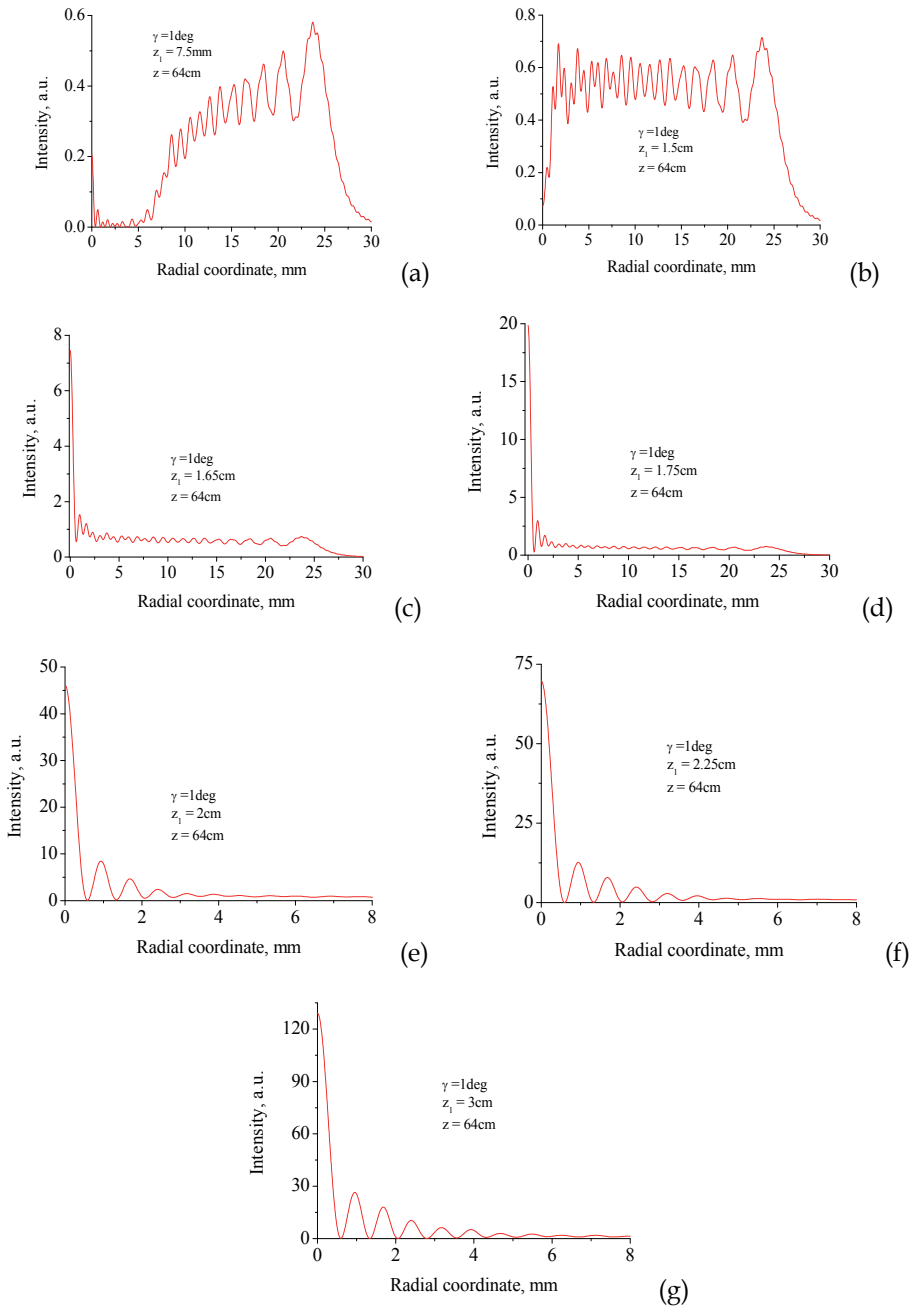 0.6
0.4
0.2
0.0
Intensity, a.u.
γ =1deg
z₁ = 7.5mm
z = 64cm
0 5 10 15 20 25 30
Radial coordinate, mm
(a)
0.8
0.6
0.4
0.2
0.0
Intensity, a.u.
γ =1deg
z₁ = 1.5cm
z = 64cm
0 5 10 15 20 25 30
Radial coordinate, mm
(b)
8
6
4
2
0
Intensity, a.u.
γ =1deg
z₁ = 1.65cm
z = 64cm
0 5 10 15 20 25 30
Radial coordinate, mm
(c)
20
15
10
5
0
Intensity, a.u.
γ =1deg
z₁ = 1.75cm
z = 64cm
0 5 10 15 20 25 30
Radial coordinate, mm
(d)
50
40
30
20
10
0
Intensity, a.u.
γ =1deg
z₁ = 2cm
z = 64cm
0 2 4 6 8
Radial coordinate, mm
(e)
75
50
25
0
Intensity, a.u.
γ =1deg
z₁ = 2.25cm
z = 64cm
0 2 4 6 8
Radial coordinate, mm
(f)
120
90
60
30
0
Intensity, a.u.
γ =1deg
z₁ = 3cm
z = 64cm
0 2 4 6 8
Radial coordinate, mm
(g)